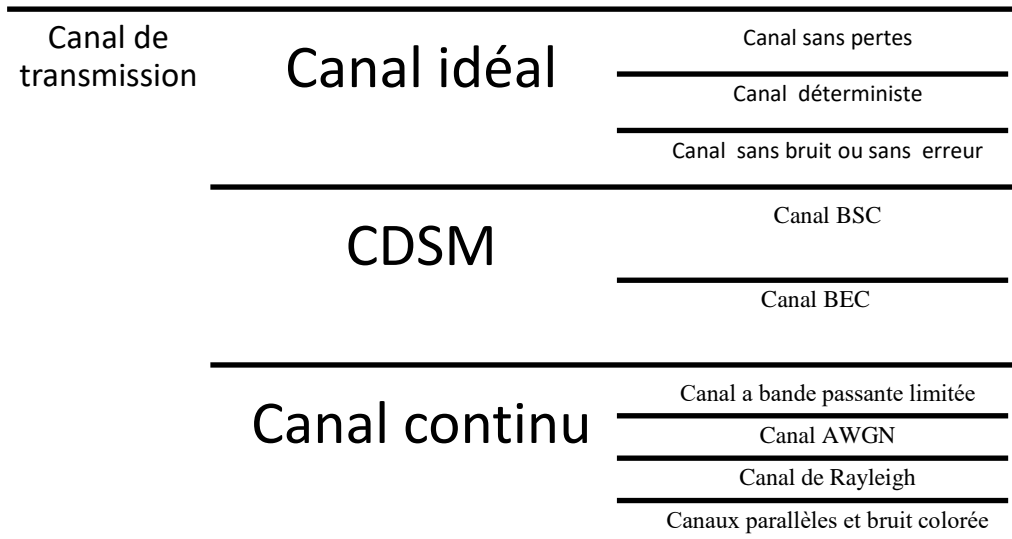 Canal de
transmission
Canal idéal
Canal sans pertes
Canal déterministe
Canal sans bruit ou sans erreur
CDSM
Canal BSC
Canal BEC
Canal continu
Canal a bande passante limitée
Canal AWGN
Canal de Rayleigh
Canaux parallèles et bruit colorée